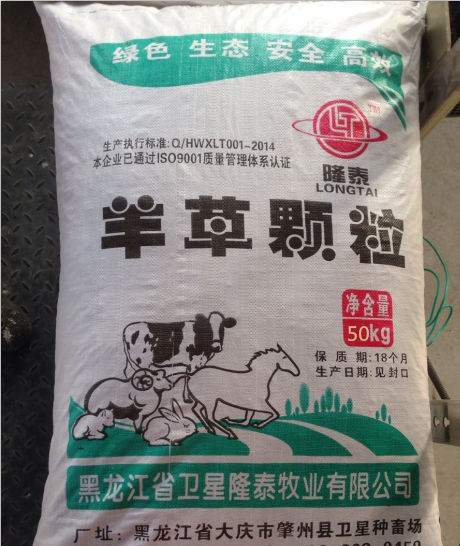 绿色 生态 安全 高效
TM
LT
生产执行标准:Q/HWXLT001-2014
本企业已通过ISO9001质量管理体系认证
隆泰
LONGTAI
羊草颗粒
净含量
50kg
保 质 期:18个月
生产日期:见封口
黑龙江省卫星隆泰牧业有限公司
厂址:黑龙江省大庆市肇州县卫星种畜场